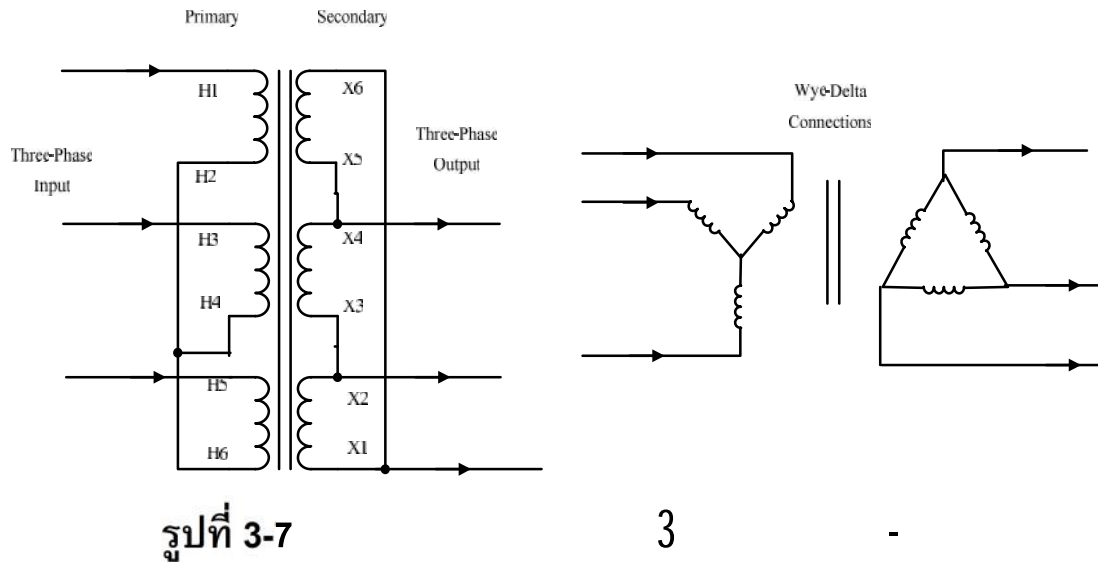 Primary
Secondary
H1
X6
Wye-Delta
Connections
Three-Phase
Input
Three-Phase
Output
H2
X5
H3
X4
H4
X3
H5
X2
H6
X1
รูปที่ 3-7 3 -